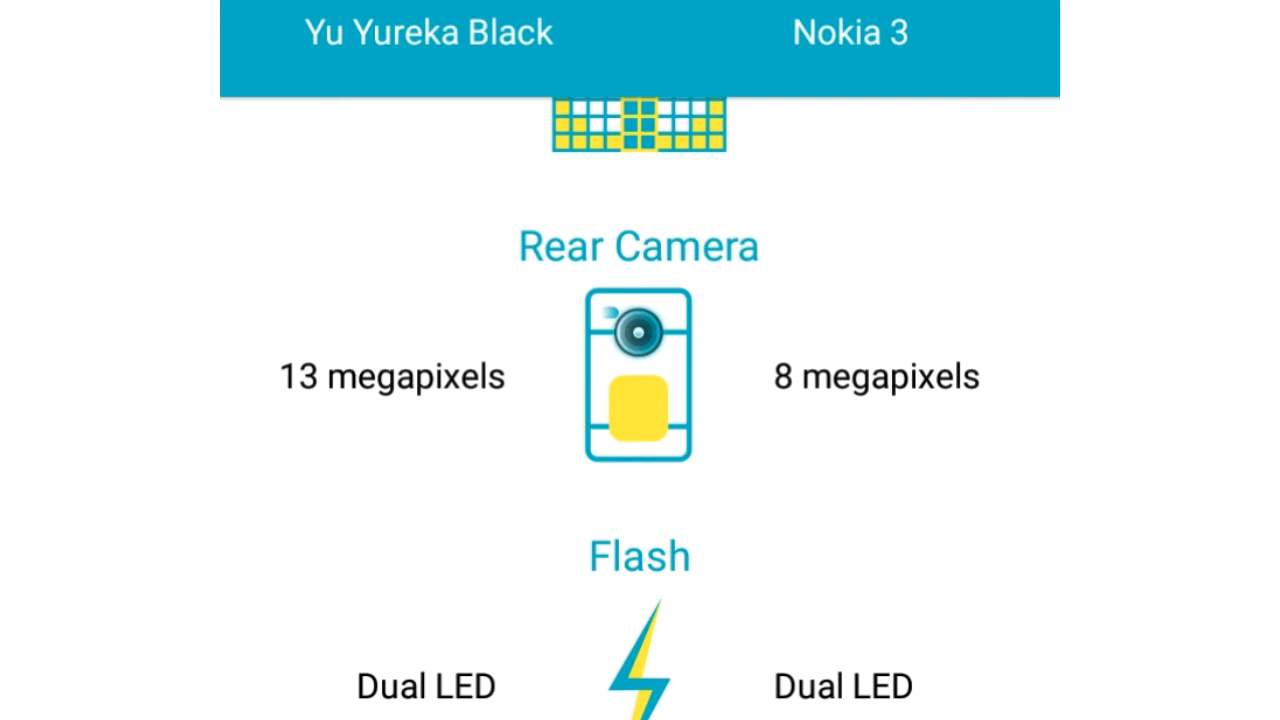 Yu Yureka Black Nokia 3
Rear Camera
13 megapixels 8 megapixels
Flash
Dual LED Dual LED